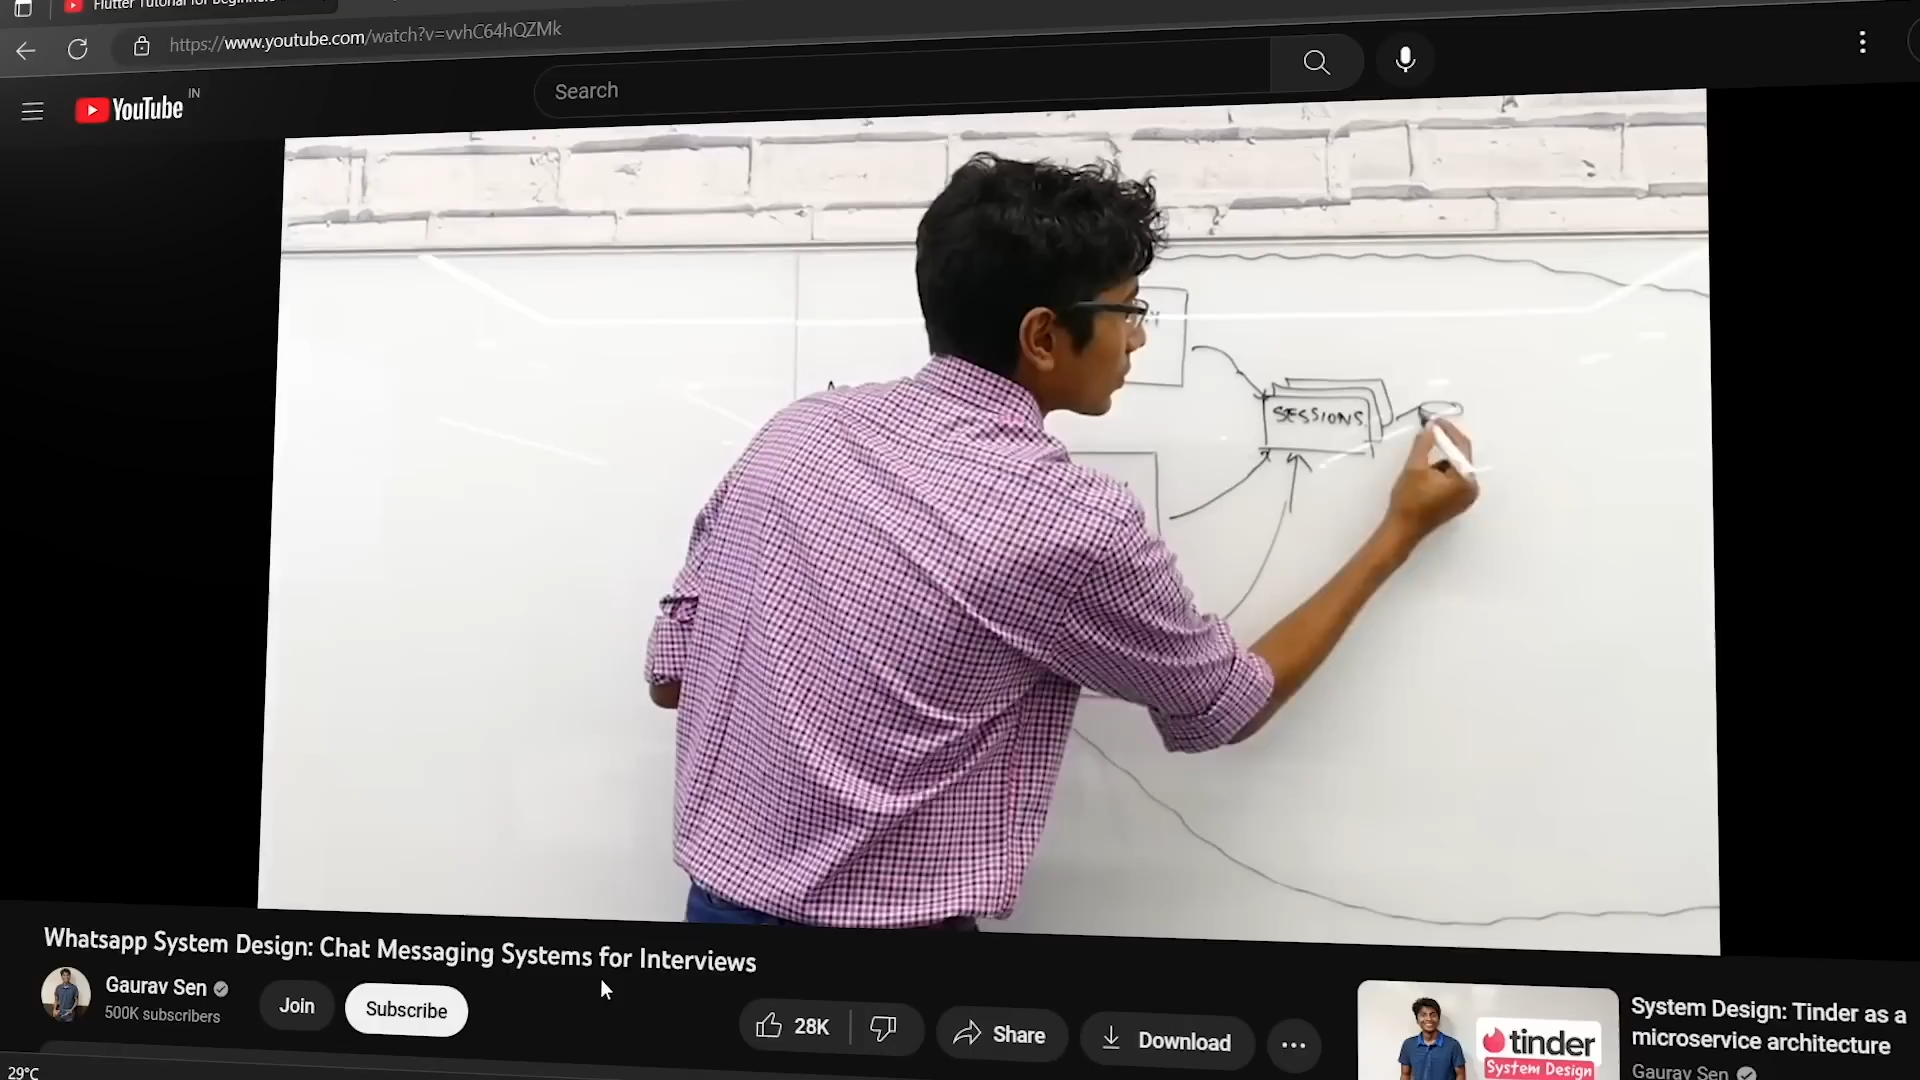 Flutter Tutorial for Beginners
https://www.youtube.com/watch?v=vvhC64hQZMk
YouTube IN
Search
SESSIONS
Whatsapp System Design: Chat Messaging Systems for Interviews
Gaurav Sen
500K subscribers
Join
Subscribe
28K
Share
Download
tinder
System Design
System Design: Tinder as a
microservice architecture
Gaurav Sen
29°C